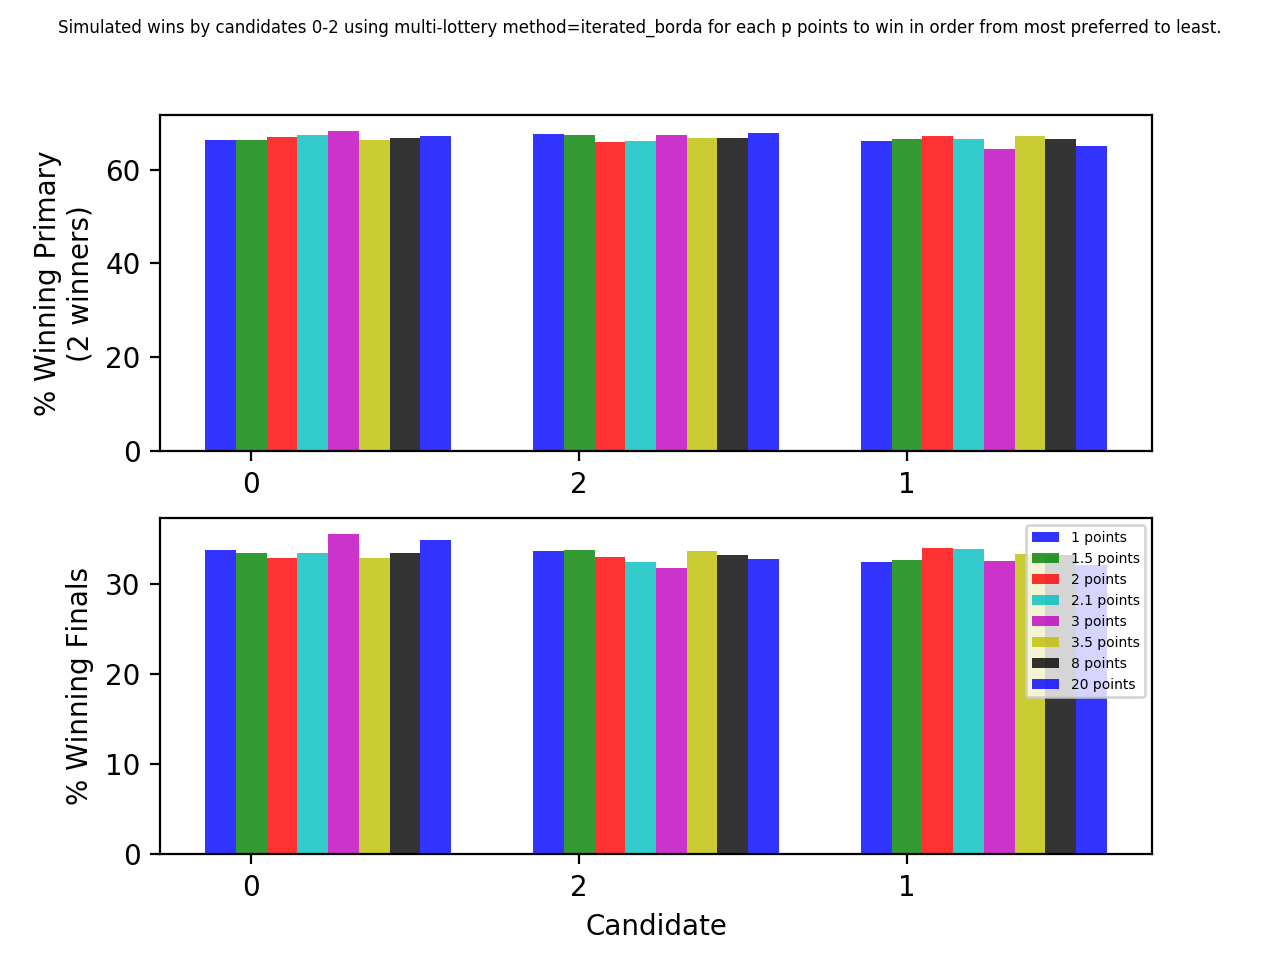 Simulated wins by candidates 0-2 using multi-lottery method=iterated_borda for each p points to win in order from most preferred to least.
% Winning Primary
(2 winners)
60
40
20
0
0 2 1
% Winning Finals
30
20
10
0
1 points
1.5 points
2 points
2.1 points
3 points
3.5 points
8 points
20 points
0 2 1
Candidate